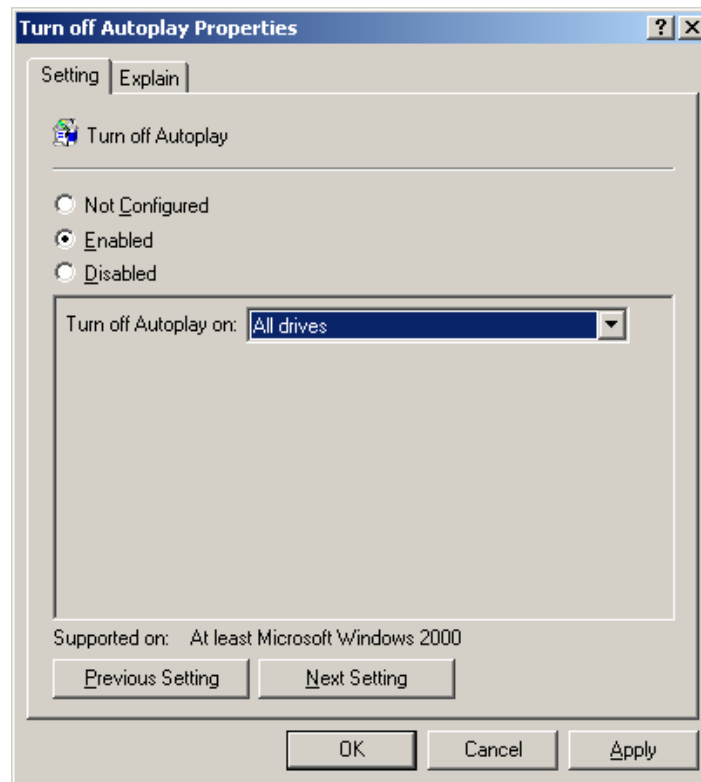 Turn off Autoplay Properties
Setting Explain
Turn off Autoplay
Not Configured
Enabled
Disabled
Turn off Autoplay on: All drives
Supported on: At least Microsoft Windows 2000
Previous Setting Next Setting
OK Cancel Apply